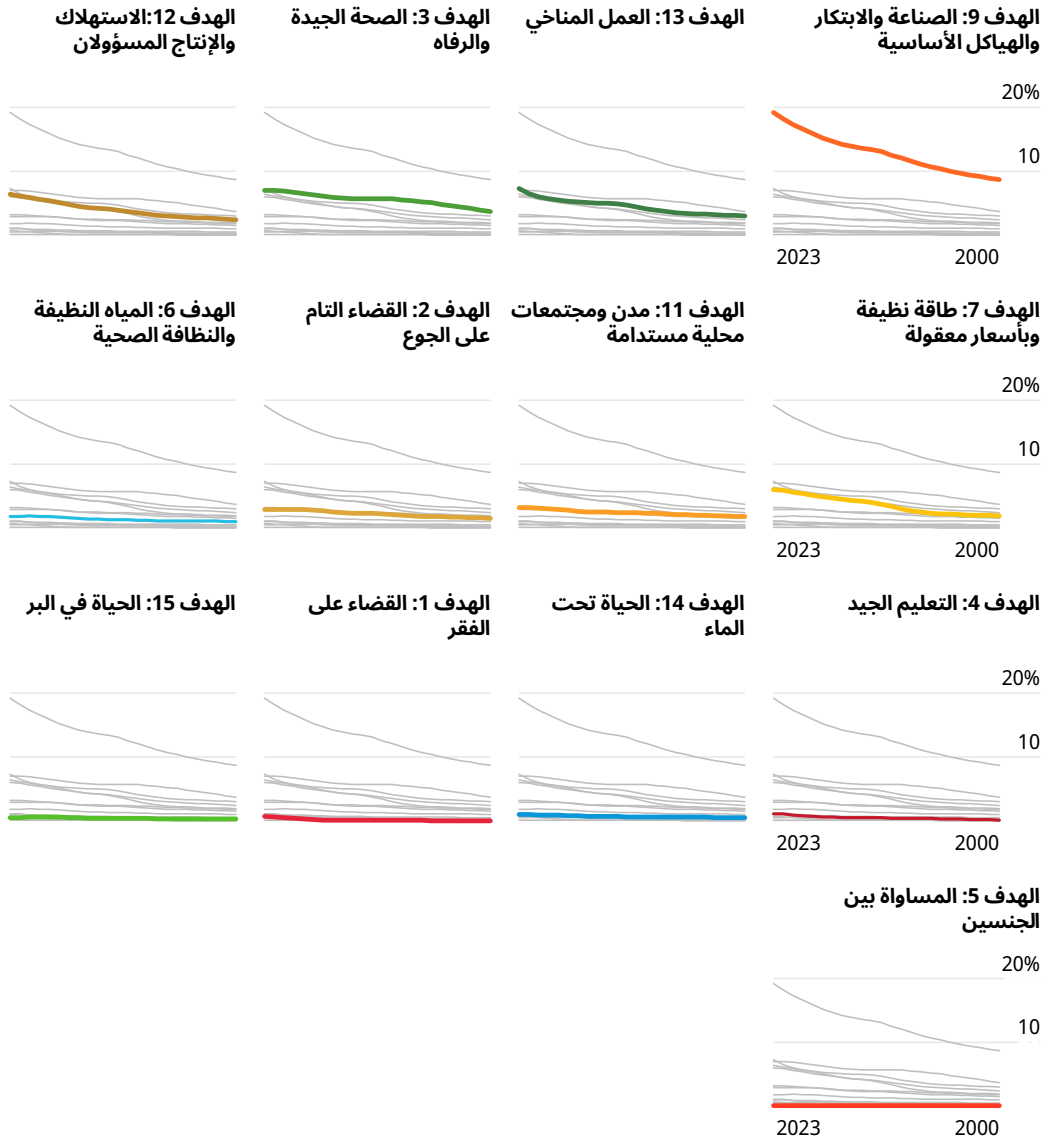 الهدف 9: الصناعة والابتكار
والهياكل الأساسية
20%
10
2023
2000
الهدف 13: العمل المناخي
الهدف 3: الصحة الجيدة
والرفاه
الهدف 12:الاستهلاك
والإنتاج المسؤولان
الهدف 7: طاقة نظيفة
وبأسعار معقولة
20%
10
2023
2000
الهدف 11: مدن ومجتمعات
محلية مستدامة
الهدف 2: القضاء التام
على الجوع
الهدف 6: المياه النظيفة
والنظافة الصحية
الهدف 4: التعليم الجيد
20%
10
2023
2000
الهدف 14: الحياة تحت
الماء
الهدف 1: القضاء على
الفقر
الهدف 15: الحياة في البر
الهدف 5: المساواة بين
الجنسين
20%
10
2023
2000